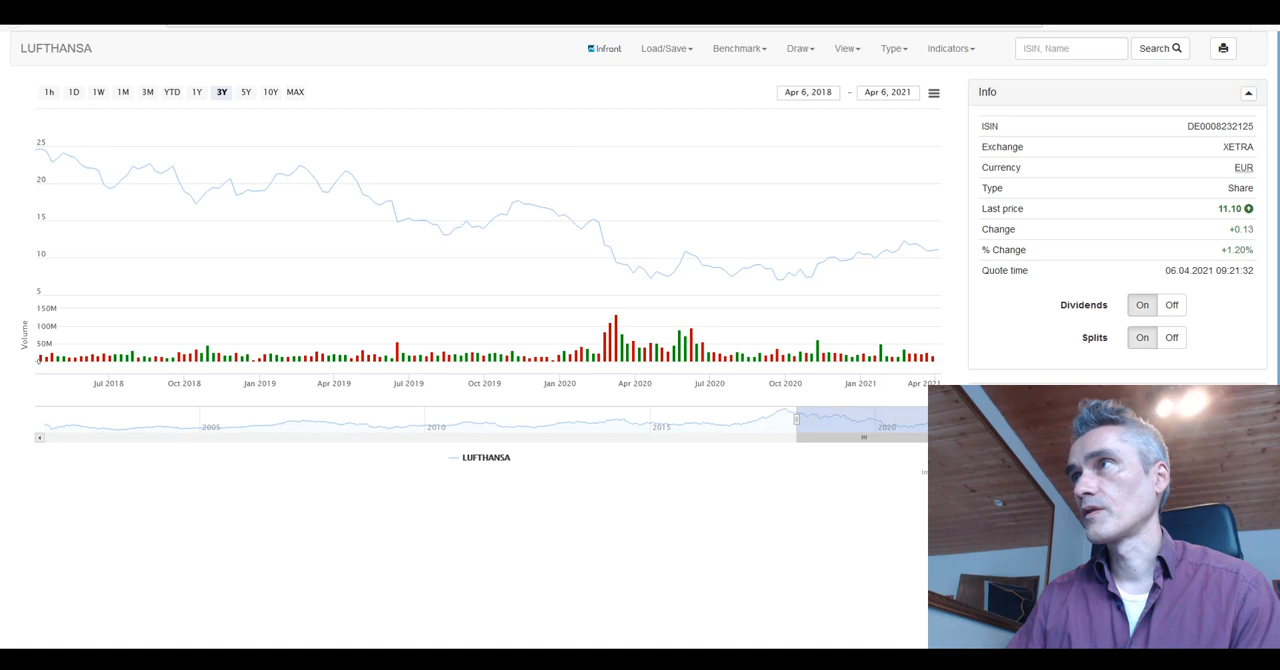 LUFTHANSA
Infront Load/Save Benchmark Draw View Type Indicators ISIN, Name Search
1h 1D 1W 1M 3M YTD 1Y 3Y 5Y 10Y MAX
Apr 6, 2018 - Apr 6, 2021
Info
ISIN DE0008232125
Exchange XETRA
Currency EUR
Type Share
Last price 11.10
Change +0.13
% Change +1.20%
Quote time 06.04.2021 09:21:32
Dividends On Off
Splits On Off
25
20
15
10
5
150M
100M
50M
0
Volume
Jul 2018 Oct 2018 Jan 2019 Apr 2019 Jul 2019 Oct 2019 Jan 2020 Apr 2020 Jul 2020 Oct 2020 Jan 2021 Apr 2021
2005 2010 2015 2020
LUFTHANSA